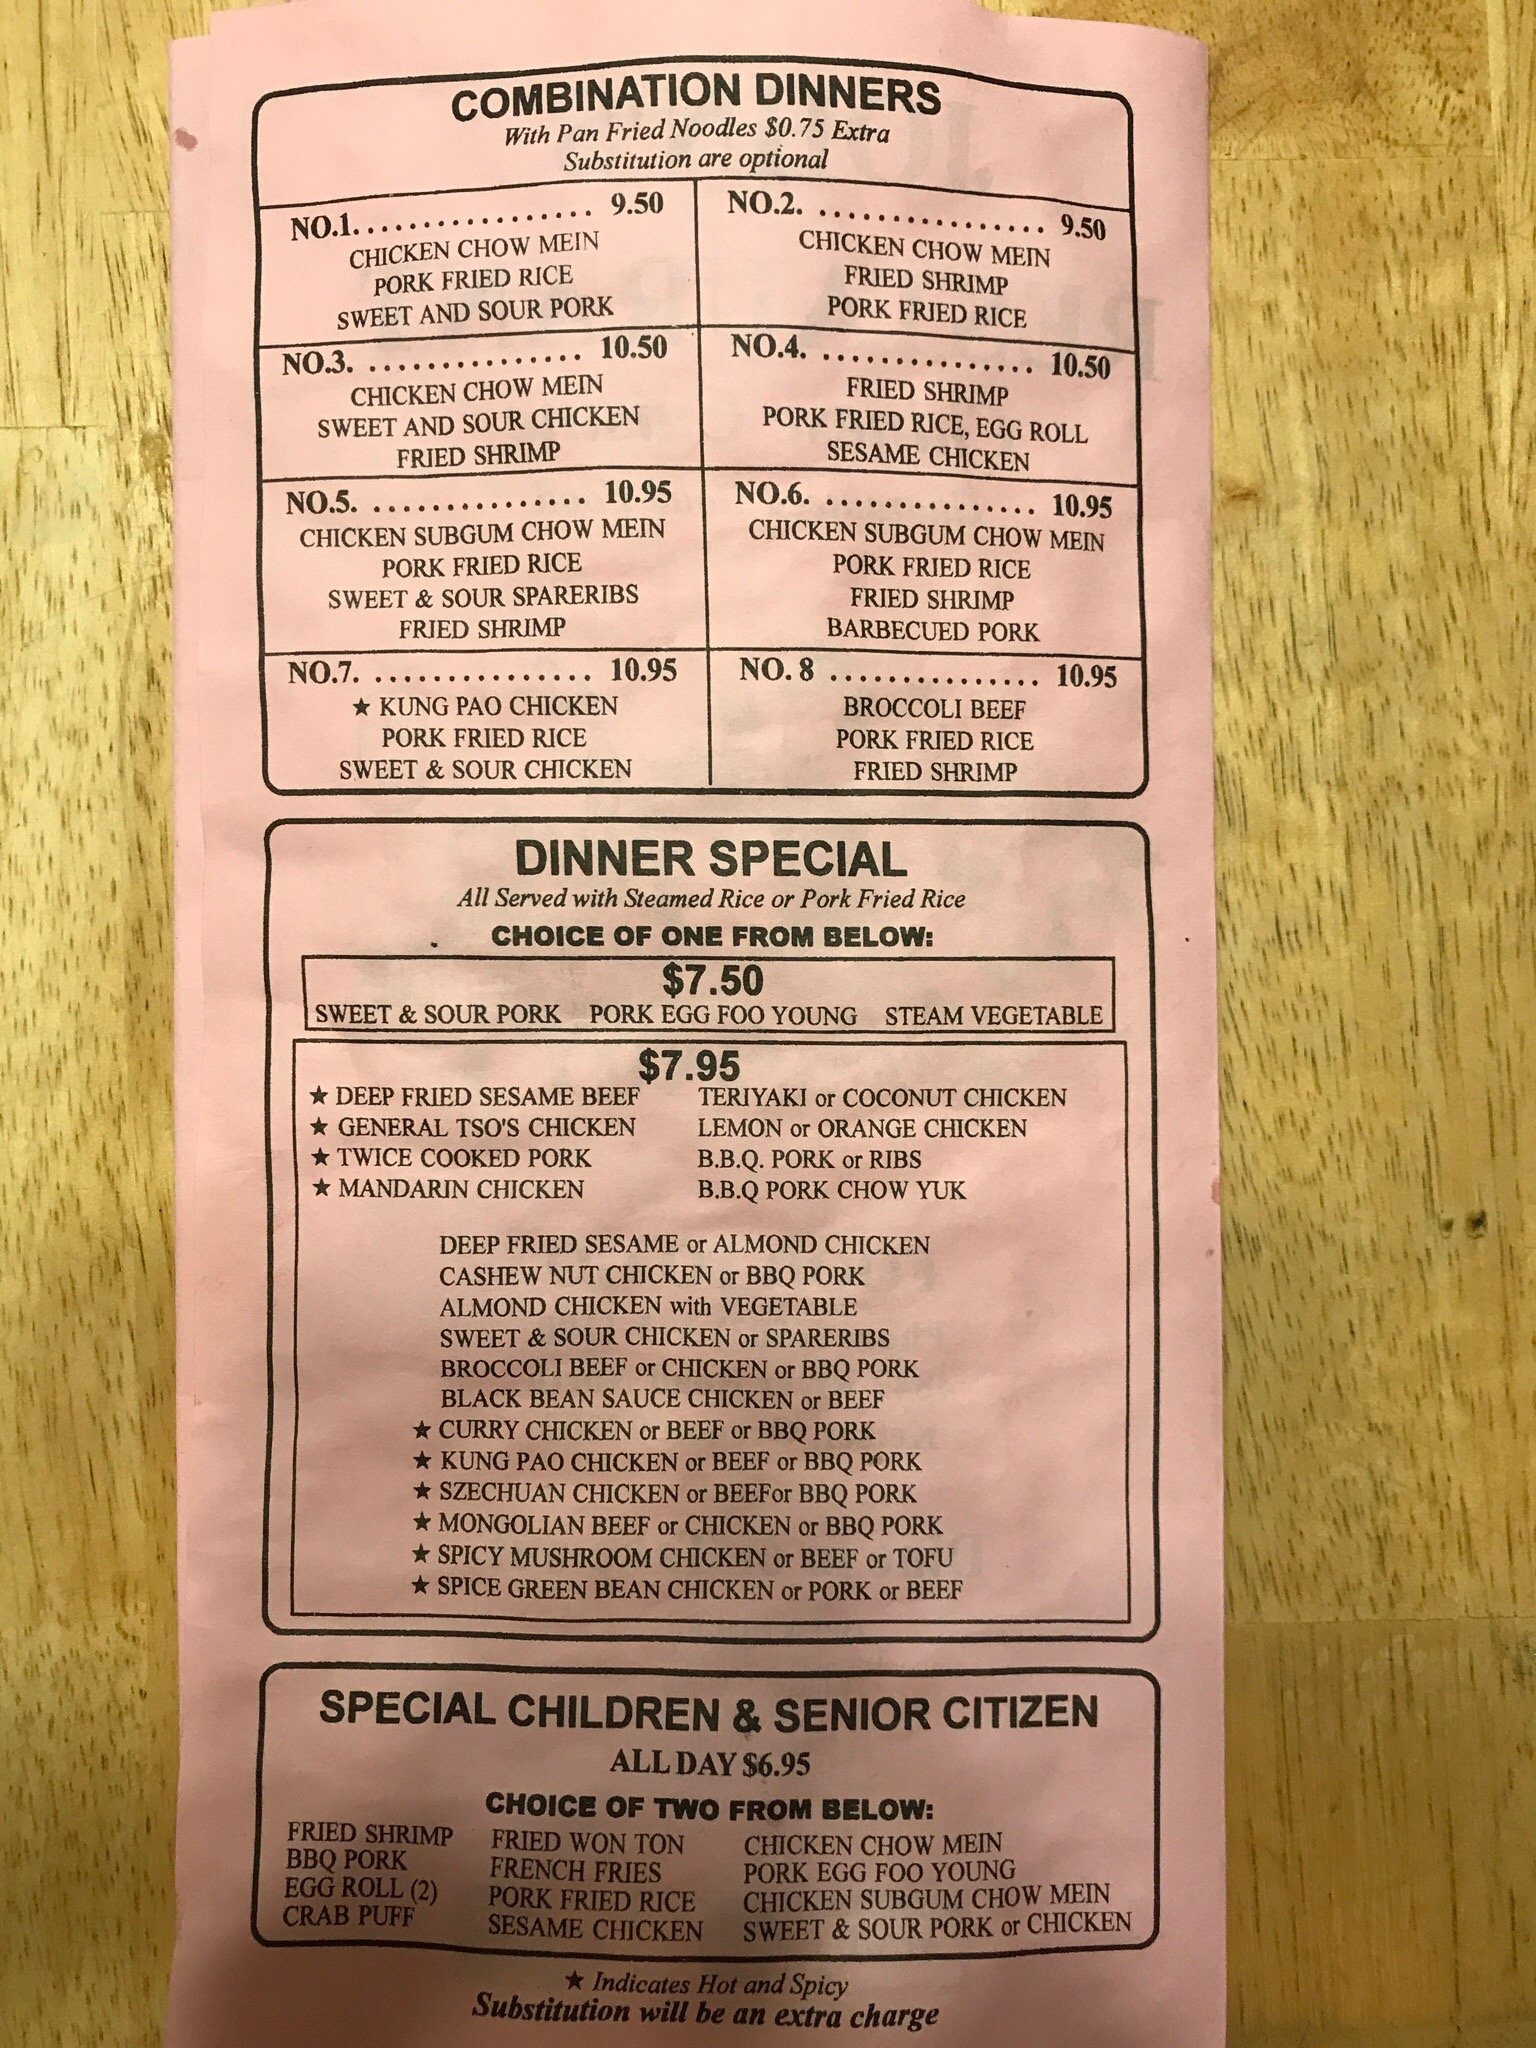 COMBINATION DINNERS
With Pan Fried Noodles $0.75 Extra
Substitution are optional
NO.1................. 9.50
CHICKEN CHOW MEIN
PORK FRIED RICE
SWEET AND SOUR PORK
NO.2. ................ 9.50
CHICKEN CHOW MEIN
FRIED SHRIMP
PORK FRIED RICE
NO.3. .............. 10.50
CHICKEN CHOW MEIN
SWEET AND SOUR CHICKEN
FRIED SHRIMP
NO.4. ............... 10.50
FRIED SHRIMP
PORK FRIED RICE, EGG ROLL
SESAME CHICKEN
NO.5. ............... 10.95
CHICKEN SUBGUM CHOW MEIN
PORK FRIED RICE
SWEET & SOUR SPARERIBS
FRIED SHRIMP
NO.6. ............... 10.95
CHICKEN SUBGUM CHOW MEIN
PORK FRIED RICE
FRIED SHRIMP
BARBECUED PORK
NO.7. ............... 10.95
★ KUNG PAO CHICKEN
PORK FRIED RICE
SWEET & SOUR CHICKEN
NO. 8 ............... 10.95
BROCCOLI BEEF
PORK FRIED RICE
FRIED SHRIMP
DINNER SPECIAL
All Served with Steamed Rice or Pork Fried Rice
CHOICE OF ONE FROM BELOW:
$7.50
SWEET & SOUR PORK PORK EGG FOO YOUNG STEAM VEGETABLE
$7.95
★ DEEP FRIED SESAME BEEF TERIYAKI or COCONUT CHICKEN
★ GENERAL TSO'S CHICKEN LEMON or ORANGE CHICKEN
★ TWICE COOKED PORK B.B.Q. PORK or RIBS
★ MANDARIN CHICKEN B.B.Q PORK CHOW YUK
DEEP FRIED SESAME or ALMOND CHICKEN
CASHEW NUT CHICKEN or BBQ PORK
ALMOND CHICKEN with VEGETABLE
SWEET & SOUR CHICKEN or SPARERIBS
BROCCOLI BEEF or CHICKEN or BBQ PORK
BLACK BEAN SAUCE CHICKEN or BEEF
★ CURRY CHICKEN or BEEF or BBQ PORK
★ KUNG PAO CHICKEN or BEEF or BBQ PORK
★ SZECHUAN CHICKEN or BEEFor BBQ PORK
★ MONGOLIAN BEEF or CHICKEN or BBQ PORK
★ SPICY MUSHROOM CHICKEN or BEEF or TOFU
★ SPICE GREEN BEAN CHICKEN or PORK or BEEF
SPECIAL CHILDREN & SENIOR CITIZEN
ALL DAY $6.95
CHOICE OF TWO FROM BELOW:
FRIED SHRIMP FRIED WON TON CHICKEN CHOW MEIN
BBQ PORK FRENCH FRIES PORK EGG FOO YOUNG
EGG ROLL (2) PORK FRIED RICE CHICKEN SUBGUM CHOW MEIN
CRAB PUFF SESAME CHICKEN SWEET & SOUR PORK or CHICKEN
★ Indicates Hot and Spicy
Substitution will be an extra charge